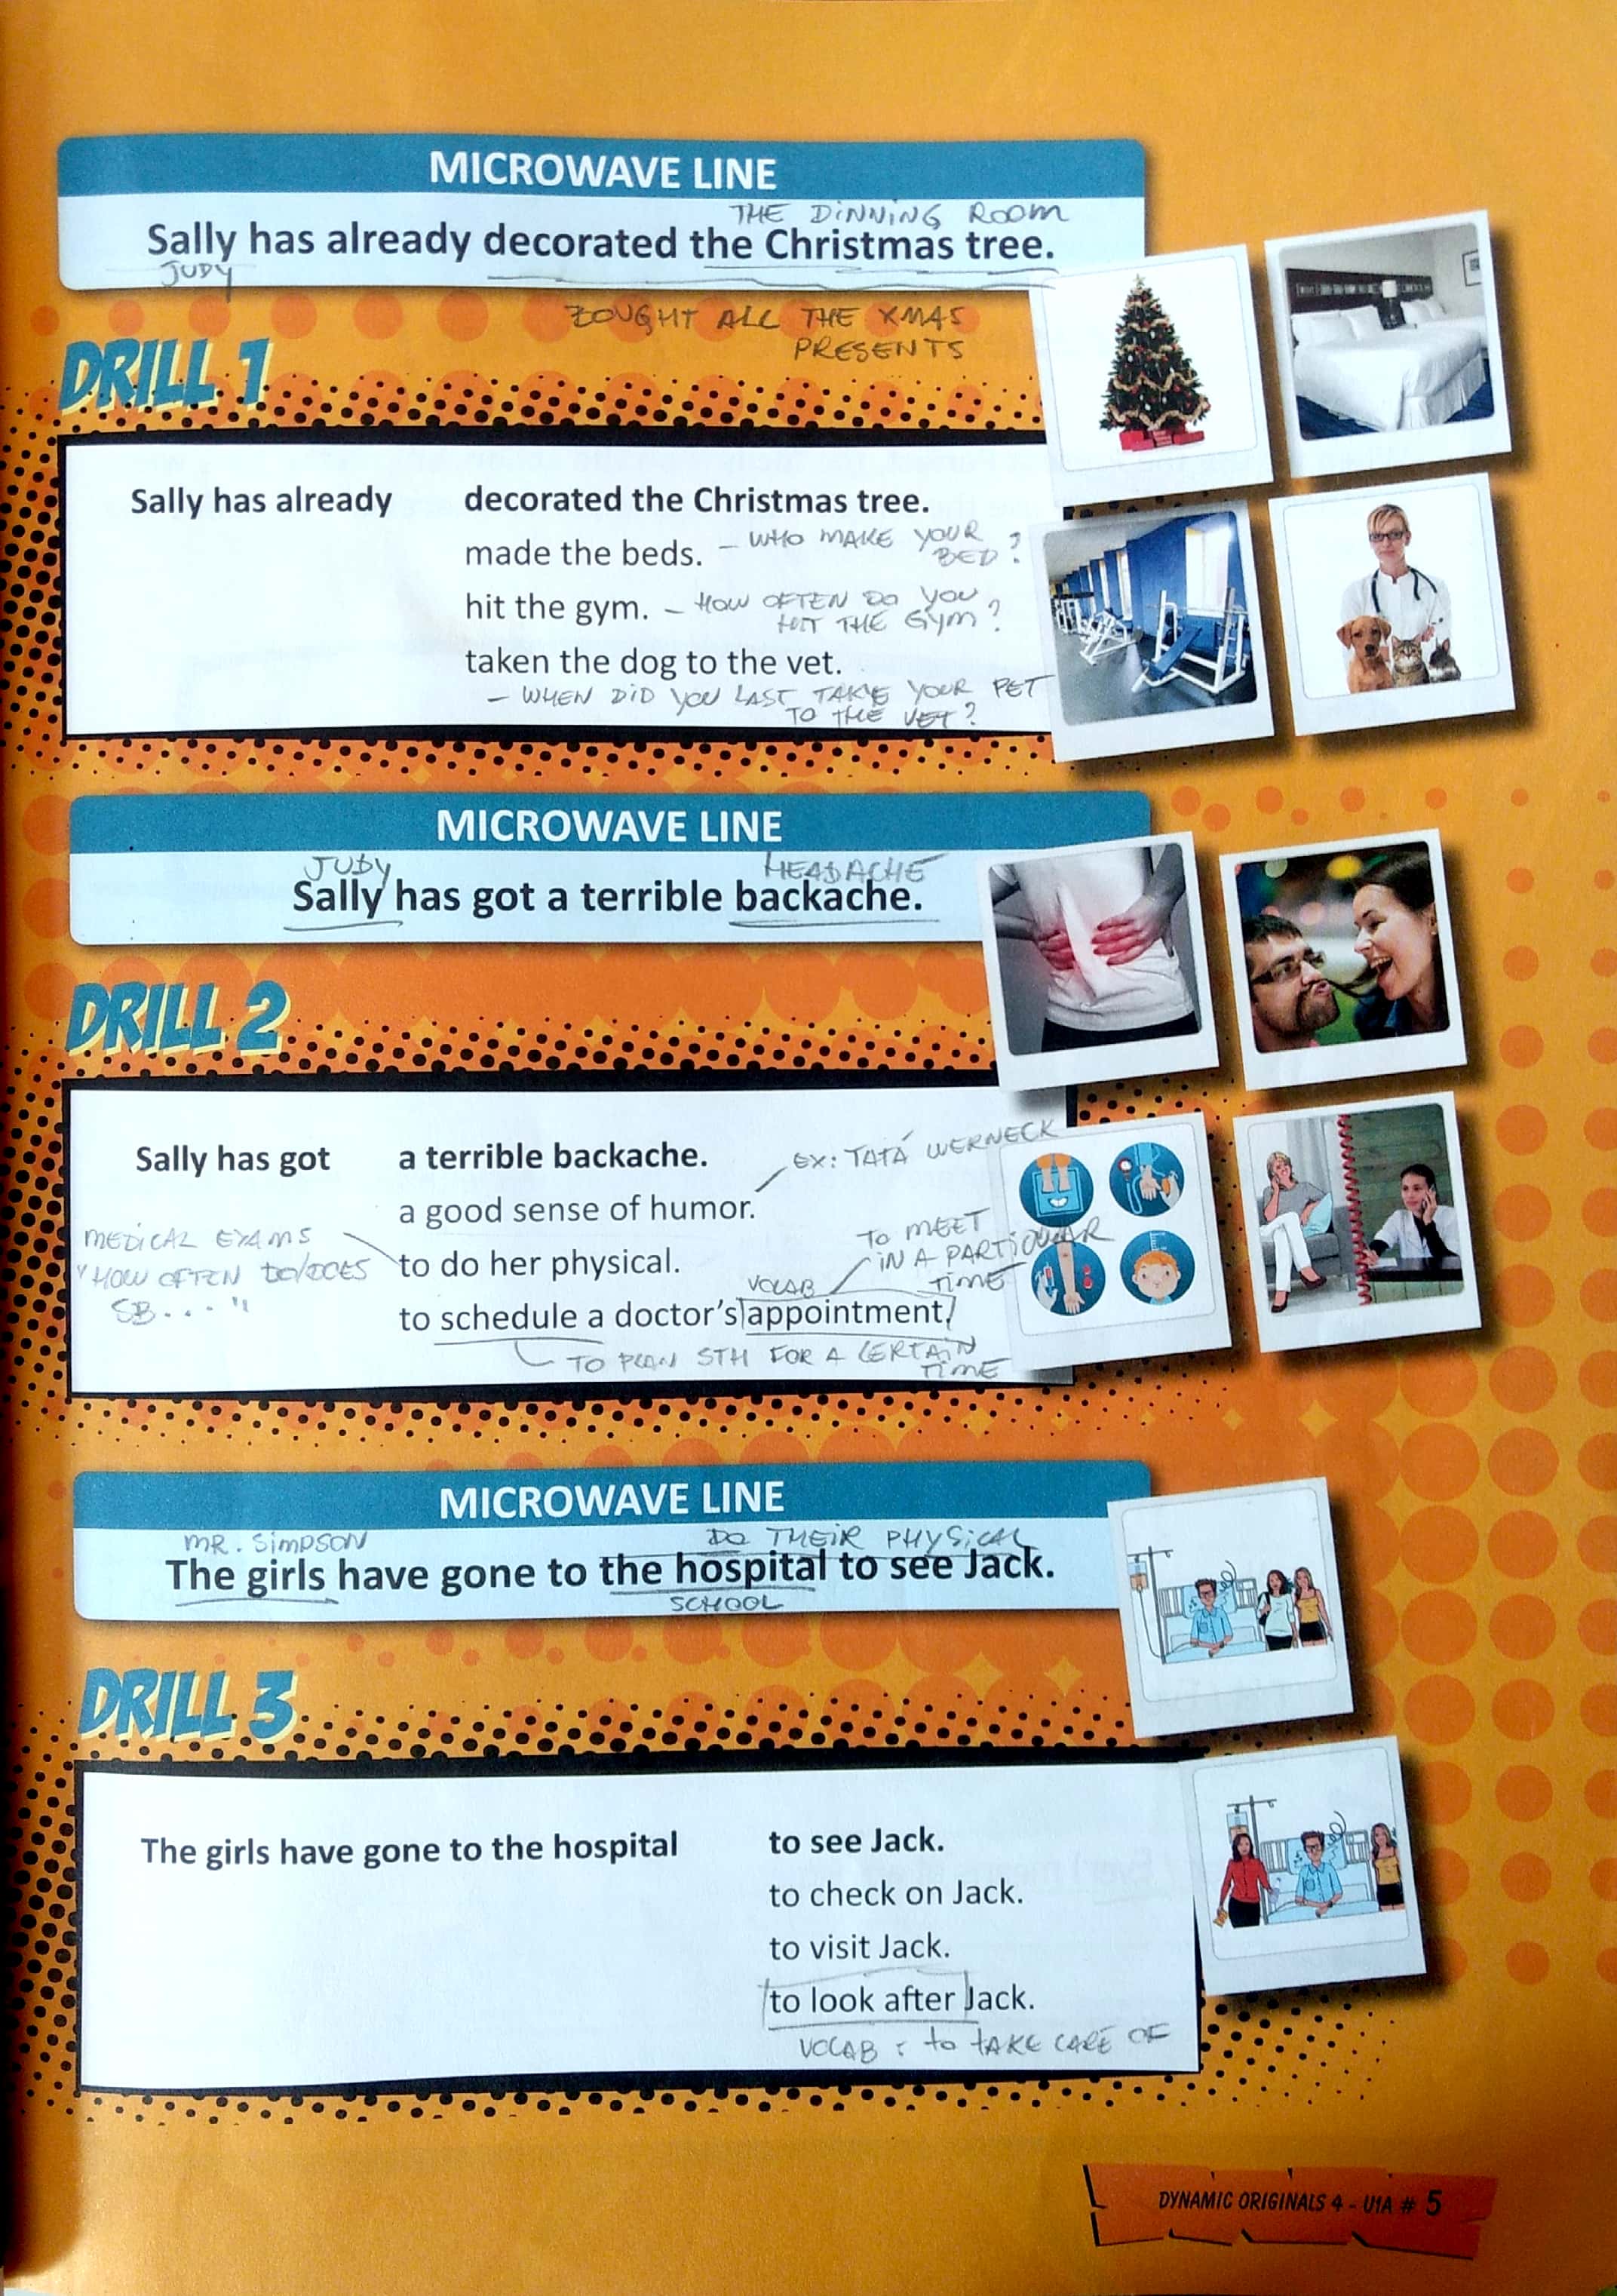 MICROWAVE LINE
THE DINNING ROOM
Sally has already decorated the Christmas tree.
JUDY
BOUGHT ALL THE XMAS
PRESENTS
DRILL 1
Sally has already decorated the Christmas tree.
made the beds. – WHO MAKE YOUR
BED?
hit the gym. – HOW OFTEN DO YOU
HIT THE GYM?
taken the dog to the vet.
– WHEN DID YOU LAST TAKE YOUR PET
TO THE VET?
MICROWAVE LINE
JUDY HEADACHE
Sally has got a terrible backache.
DRILL 2
Sally has got a terrible backache.
EX: TATÁ WERNECK
a good sense of humor.
MEDICAL EXAMS
"HOW OFTEN DO/DOES
SB... "
to do her physical.
TO MEET
IN A PARTICULAR
TIME
VOCAB
to schedule a doctor's appointment.
TO PLAN STH FOR A CERTAIN
TIME
MICROWAVE LINE
MR. SIMPSON DO THEIR PHYSICAL
The girls have gone to the hospital to see Jack.
SCHOOL
DRILL 3
The girls have gone to the hospital to see Jack.
to check on Jack.
to visit Jack.
to look after Jack.
VOCAB : to TAKE CARE OF
DYNAMIC ORIGINALS 4 - U1A # 5